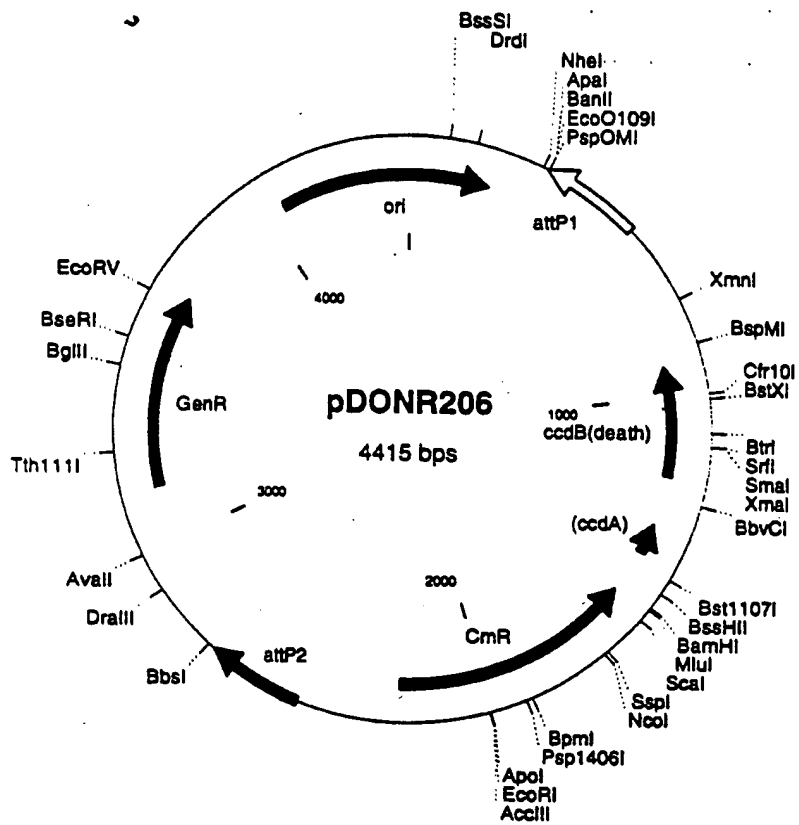 BssSI
DrdI
NheI
ApaI
BanII
EcoO109I
PspOMI
ori
attP1
EcoRV
4000
XmnI
BseRI
BspMI
BglII
GenR
pDONR206
Cfr10I
BstXI
1000
ccdB(death)
4415 bps
BtrI
SrfI
SmaI
XmaI
BbvCI
Tth111I
3000
(ccdA)
AvaII
2000
DraIII
CmR
Bst1107I
BssHII
BamHI
MluI
ScaI
attP2
BbsI
SspI
NcoI
BpmI
Psp1406I
ApoI
EcoRI
AccIII